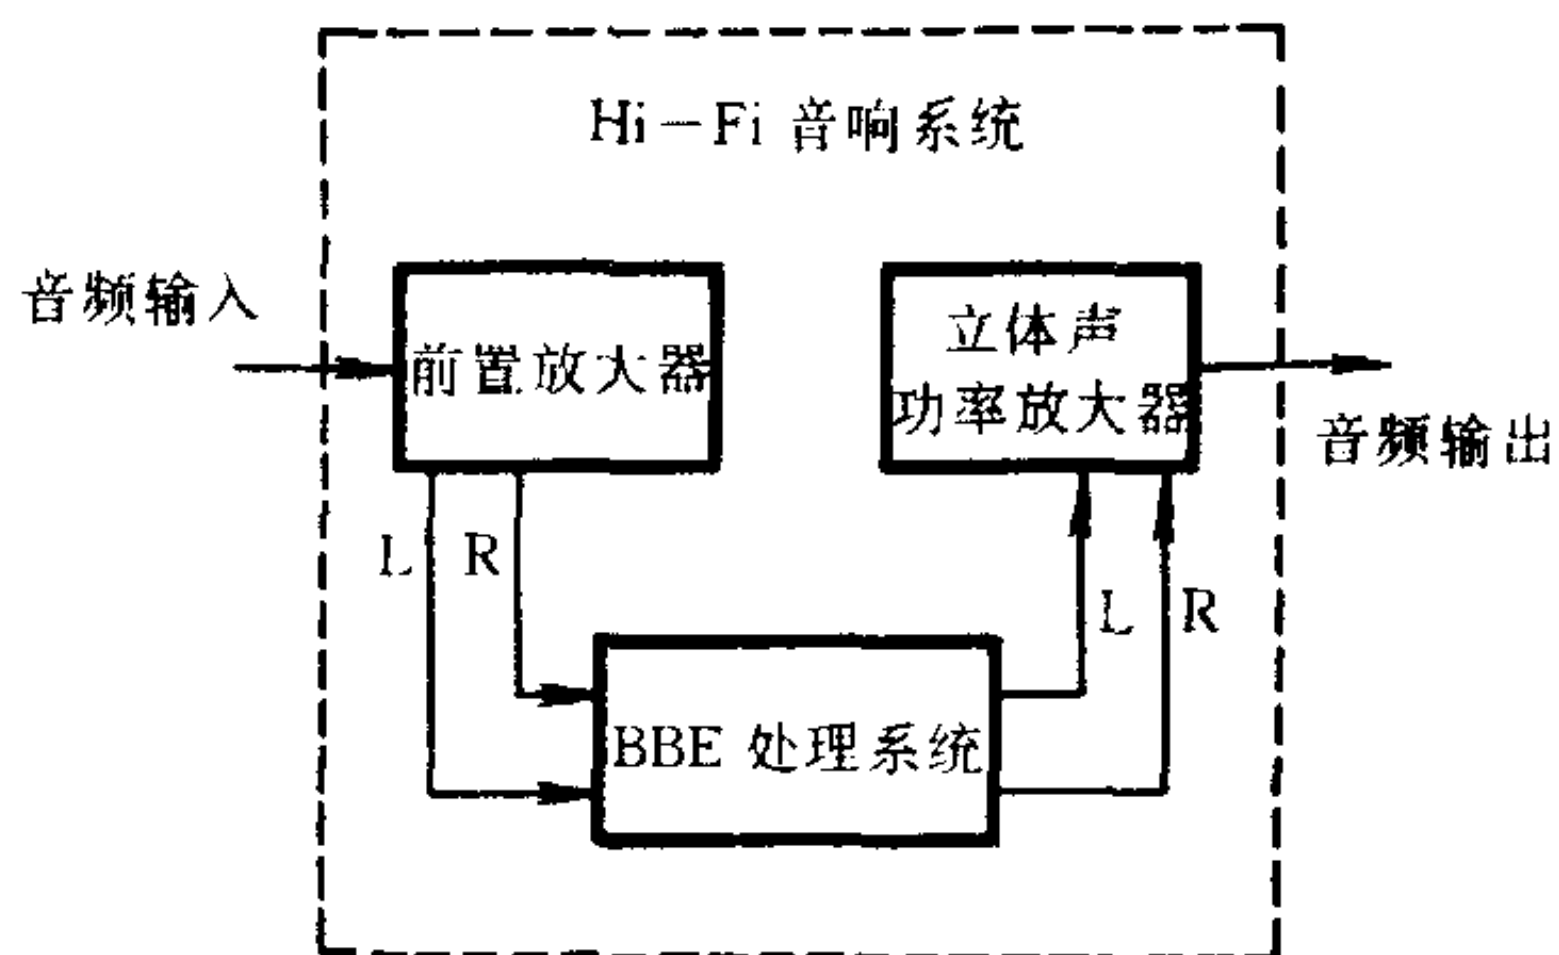 Hi-Fi 音响系统
音频输入
前置放大器
立体声
功率放大器
音频输出
L R
L R
BBE 处理系统